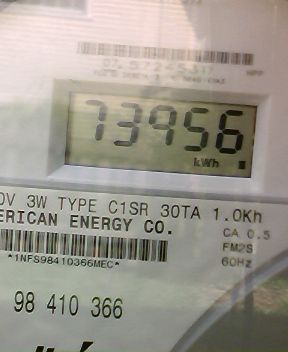 73956
kWh
0V 3W TYPE C1SR 30TA 1.0Kh
ERICAN ENERGY CO.
CA 0.5
FM2S
*1NFS98410366MEC*
60Hz
98 410 366